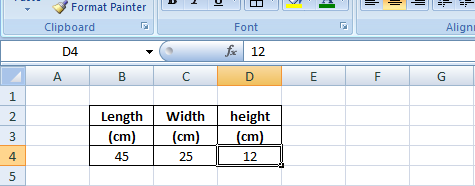 Format Painter
Clipboard
Font
Alignm
D4 fx 12
A B C D E F G
1
2 Length Width height
3 (cm) (cm) (cm)
4 45 25 12
5